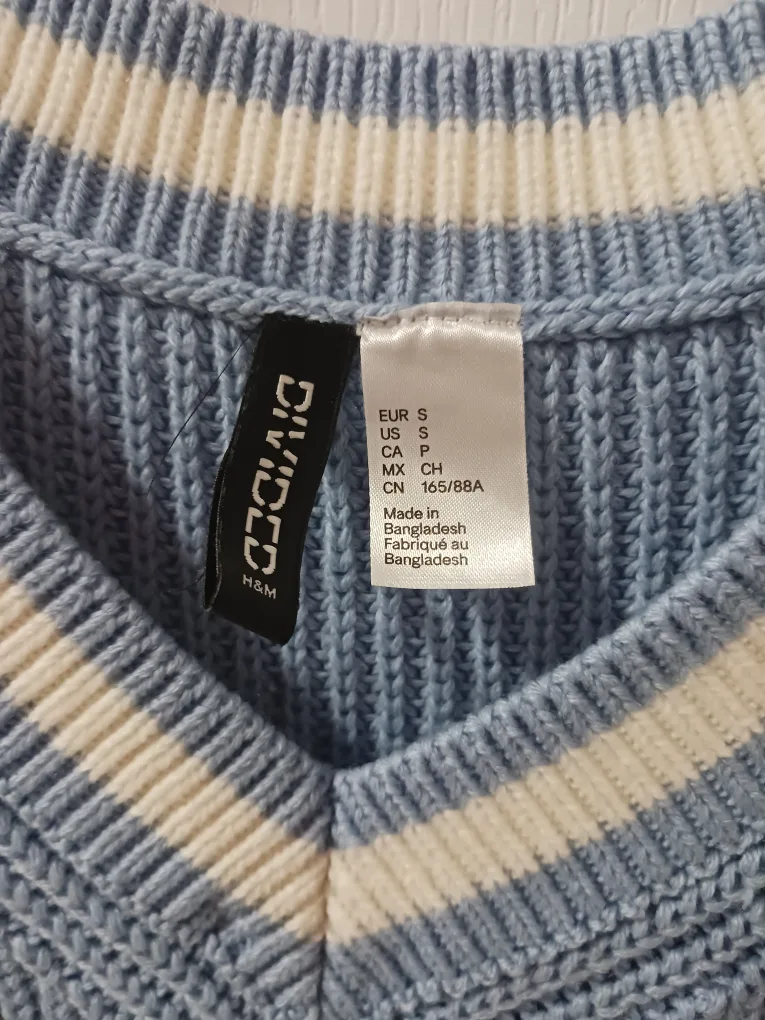 DIVIDED
H&M
EUR S
US S
CA P
MX CH
CN 165/88A
Made in
Bangladesh
Fabriqué au
Bangladesh